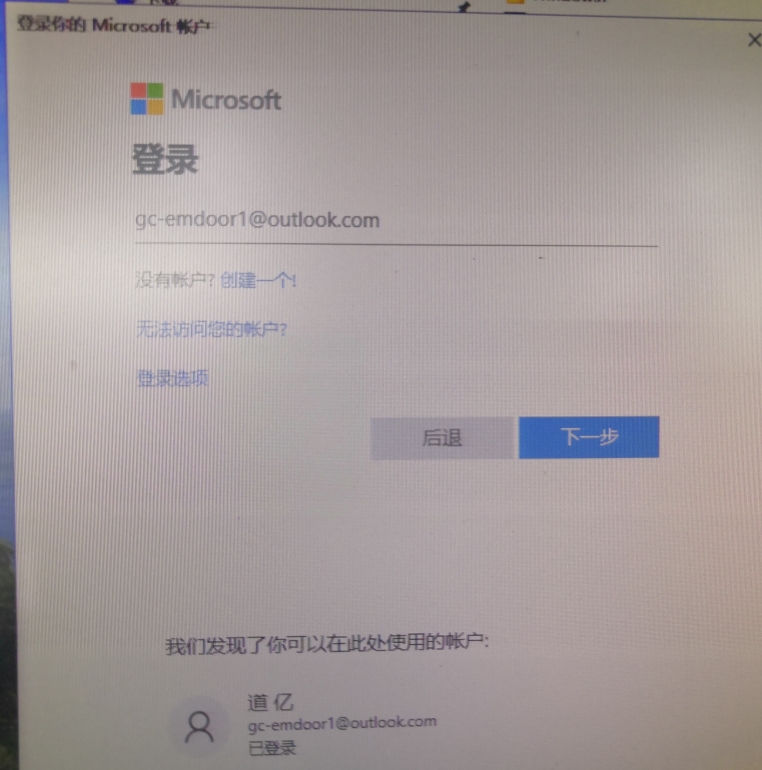 登录你的 Microsoft 帐户
Microsoft
登录
gc-emdoor1@outlook.com
没有帐户? 创建一个!
无法访问您的帐户?
登录选项
后退
下一步
我们发现了你可以在此处使用的帐户:
道 亿
gc-emdoor1@outlook.com
已登录